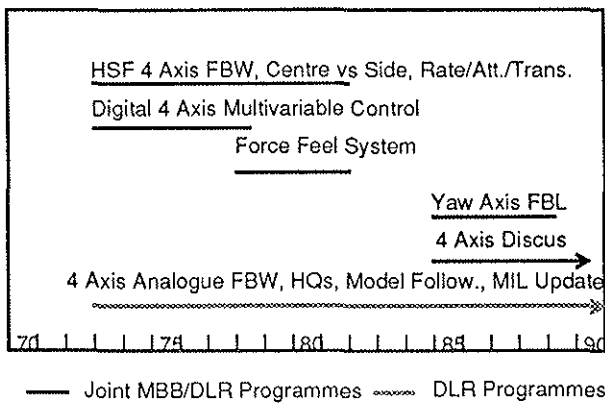 HSF 4 Axis FBW, Centre vs Side, Rate/Att./Trans.
Digital 4 Axis Multivariable Control
Force Feel System
Yaw Axis FBL
4 Axis Discus
4 Axis Analogue FBW, HQs, Model Follow., MIL Update
70 75 80 85 90
Joint MBB/DLR Programmes DLR Programmes